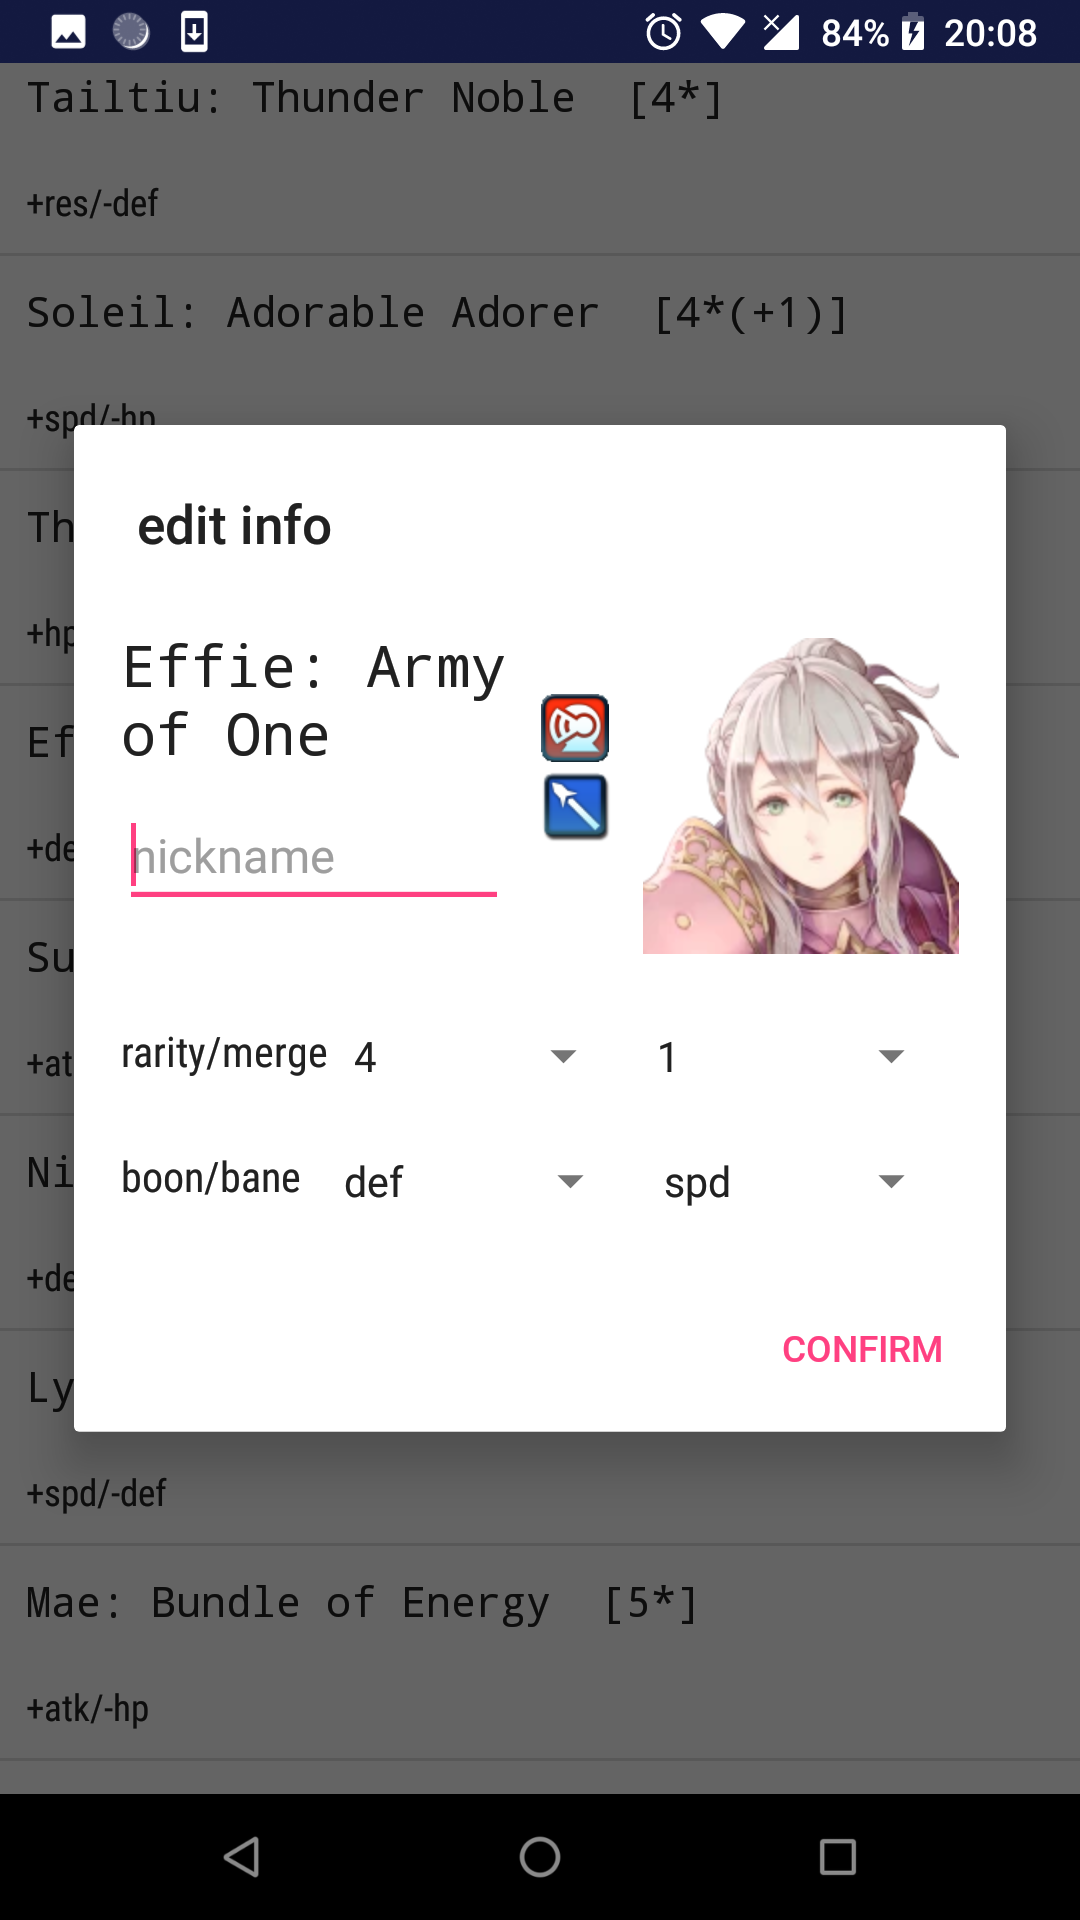 84% 20:08
Tailtiu: Thunder Noble [4*]
+res/-def
Soleil: Adorable Adorer [4*(+1)]
+spd/-hp
Th
+hp
Ef
+de
Su
+at
Ni
+de
Ly
+spd/-def
Mae: Bundle of Energy [5*]
+atk/-hp
edit info
Effie: Army
of One
nickname
rarity/merge 4 1
boon/bane def spd
CONFIRM